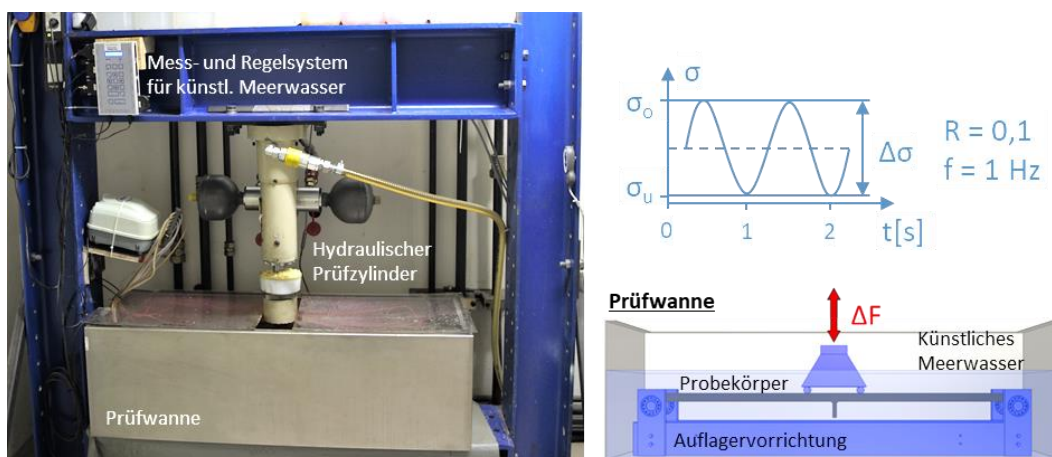 Mess- und Regelsystem
für künstl. Meerwasser
Hydraulischer
Prüfzylinder
Prüfwanne
σ
σo
σu
Δσ
R = 0,1
f = 1 Hz
0
1
2
t[s]
Prüfwanne
ΔF
Künstliches
Meerwasser
Probekörper
Auflagervorrichtung